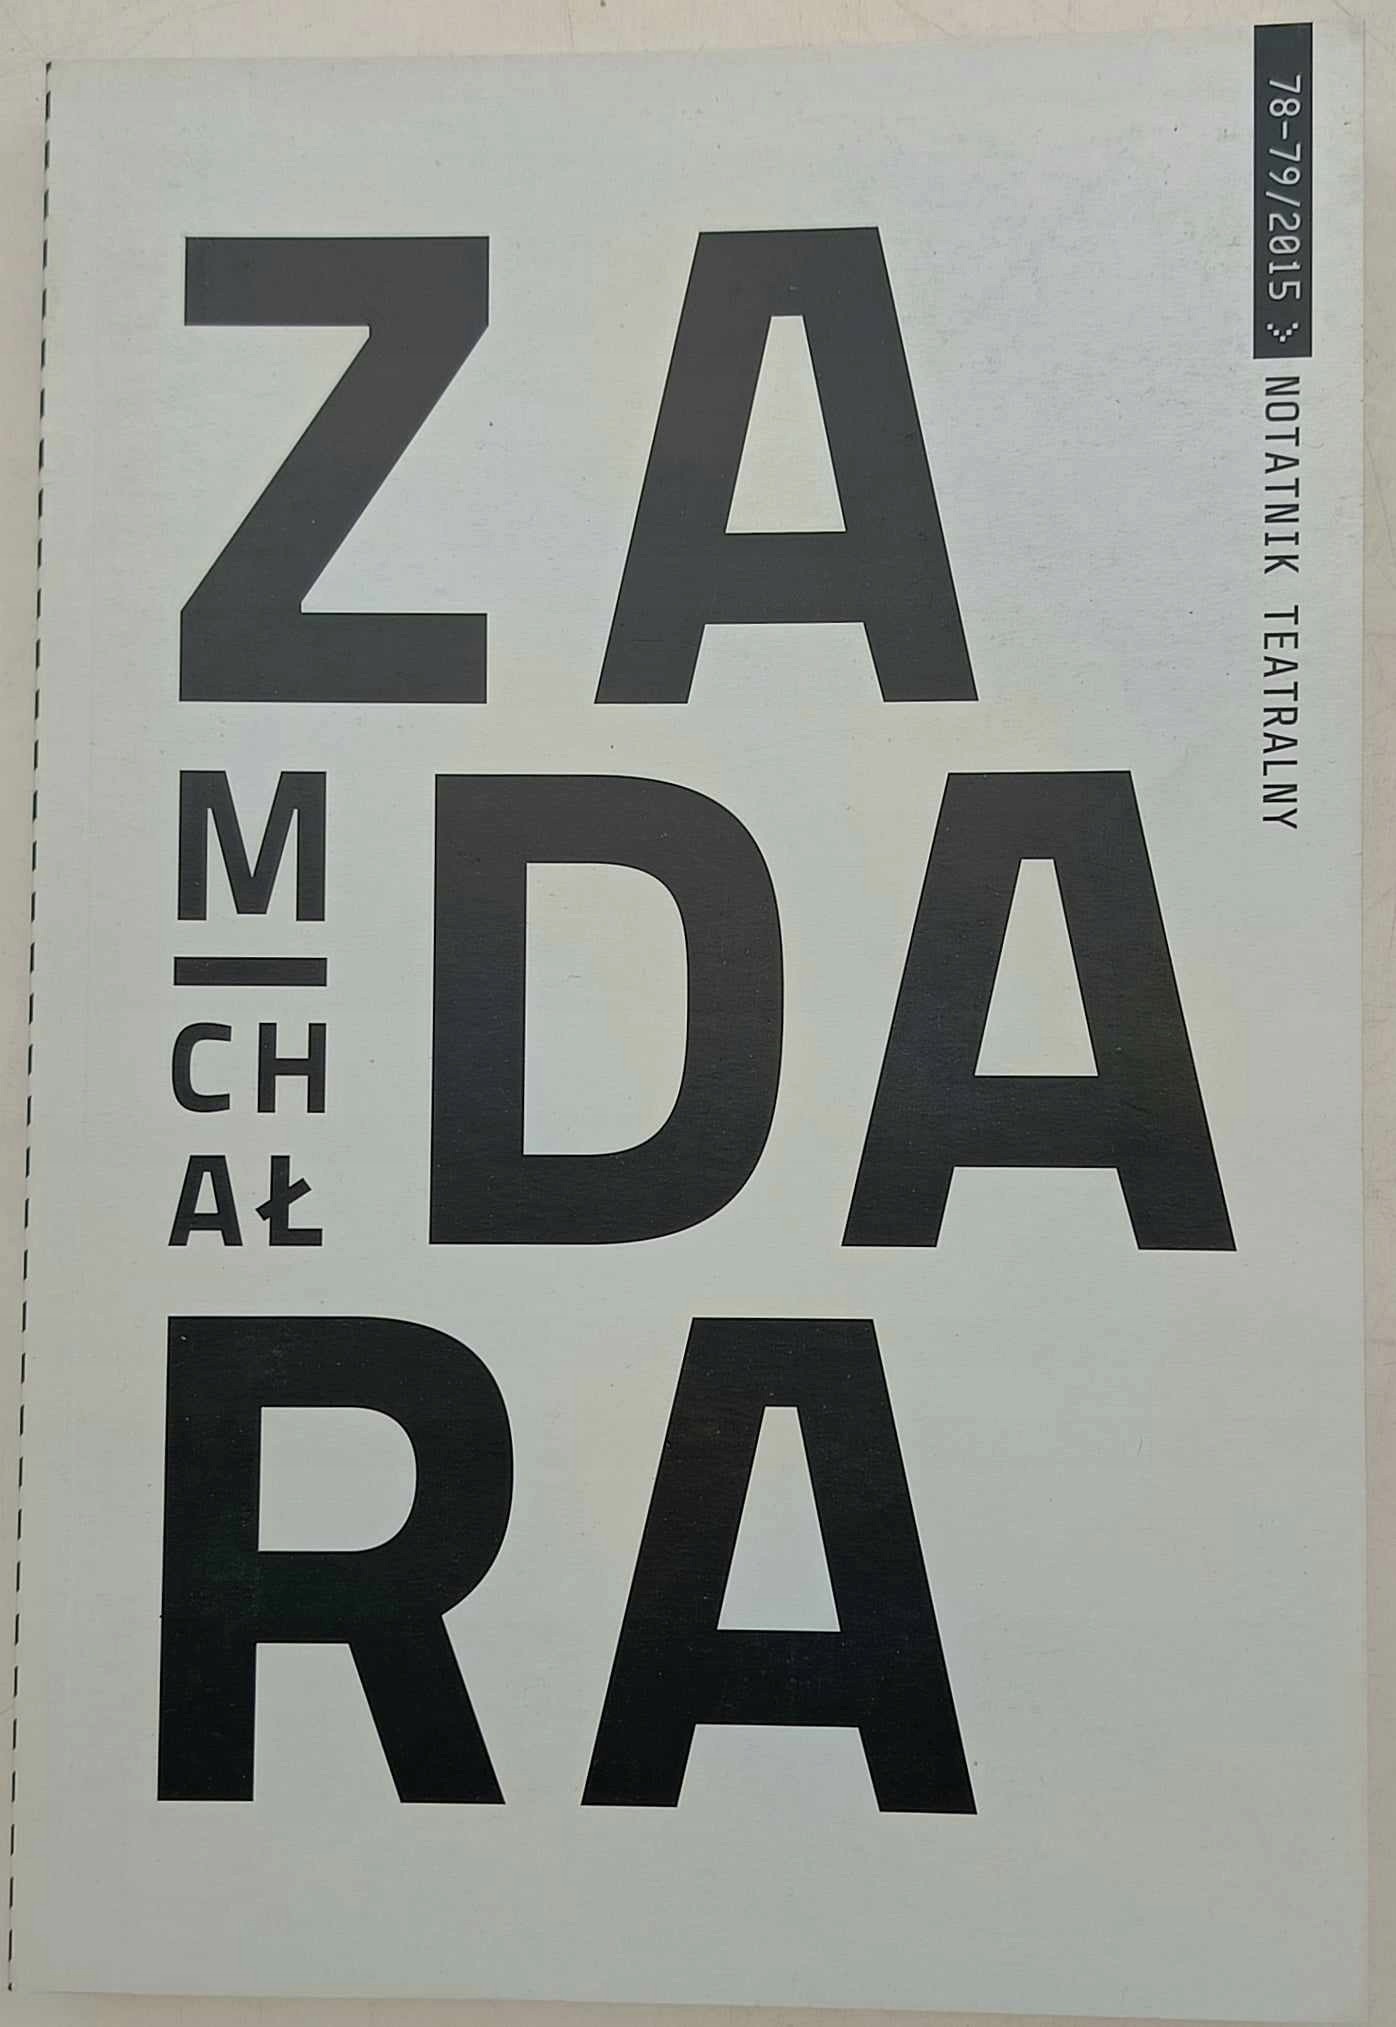 78-79/2015
NOTATNIK TEATRALNY
ZA
M
I
CH
AŁ
DA
RA